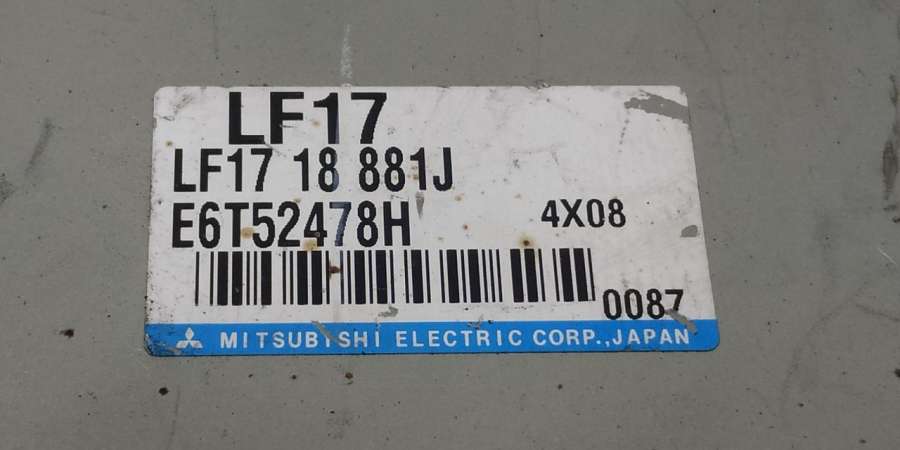 LF17
LF17 18 881J
E6T52478H 4X08
0087
MITSUBISHI ELECTRIC CORP.,JAPAN